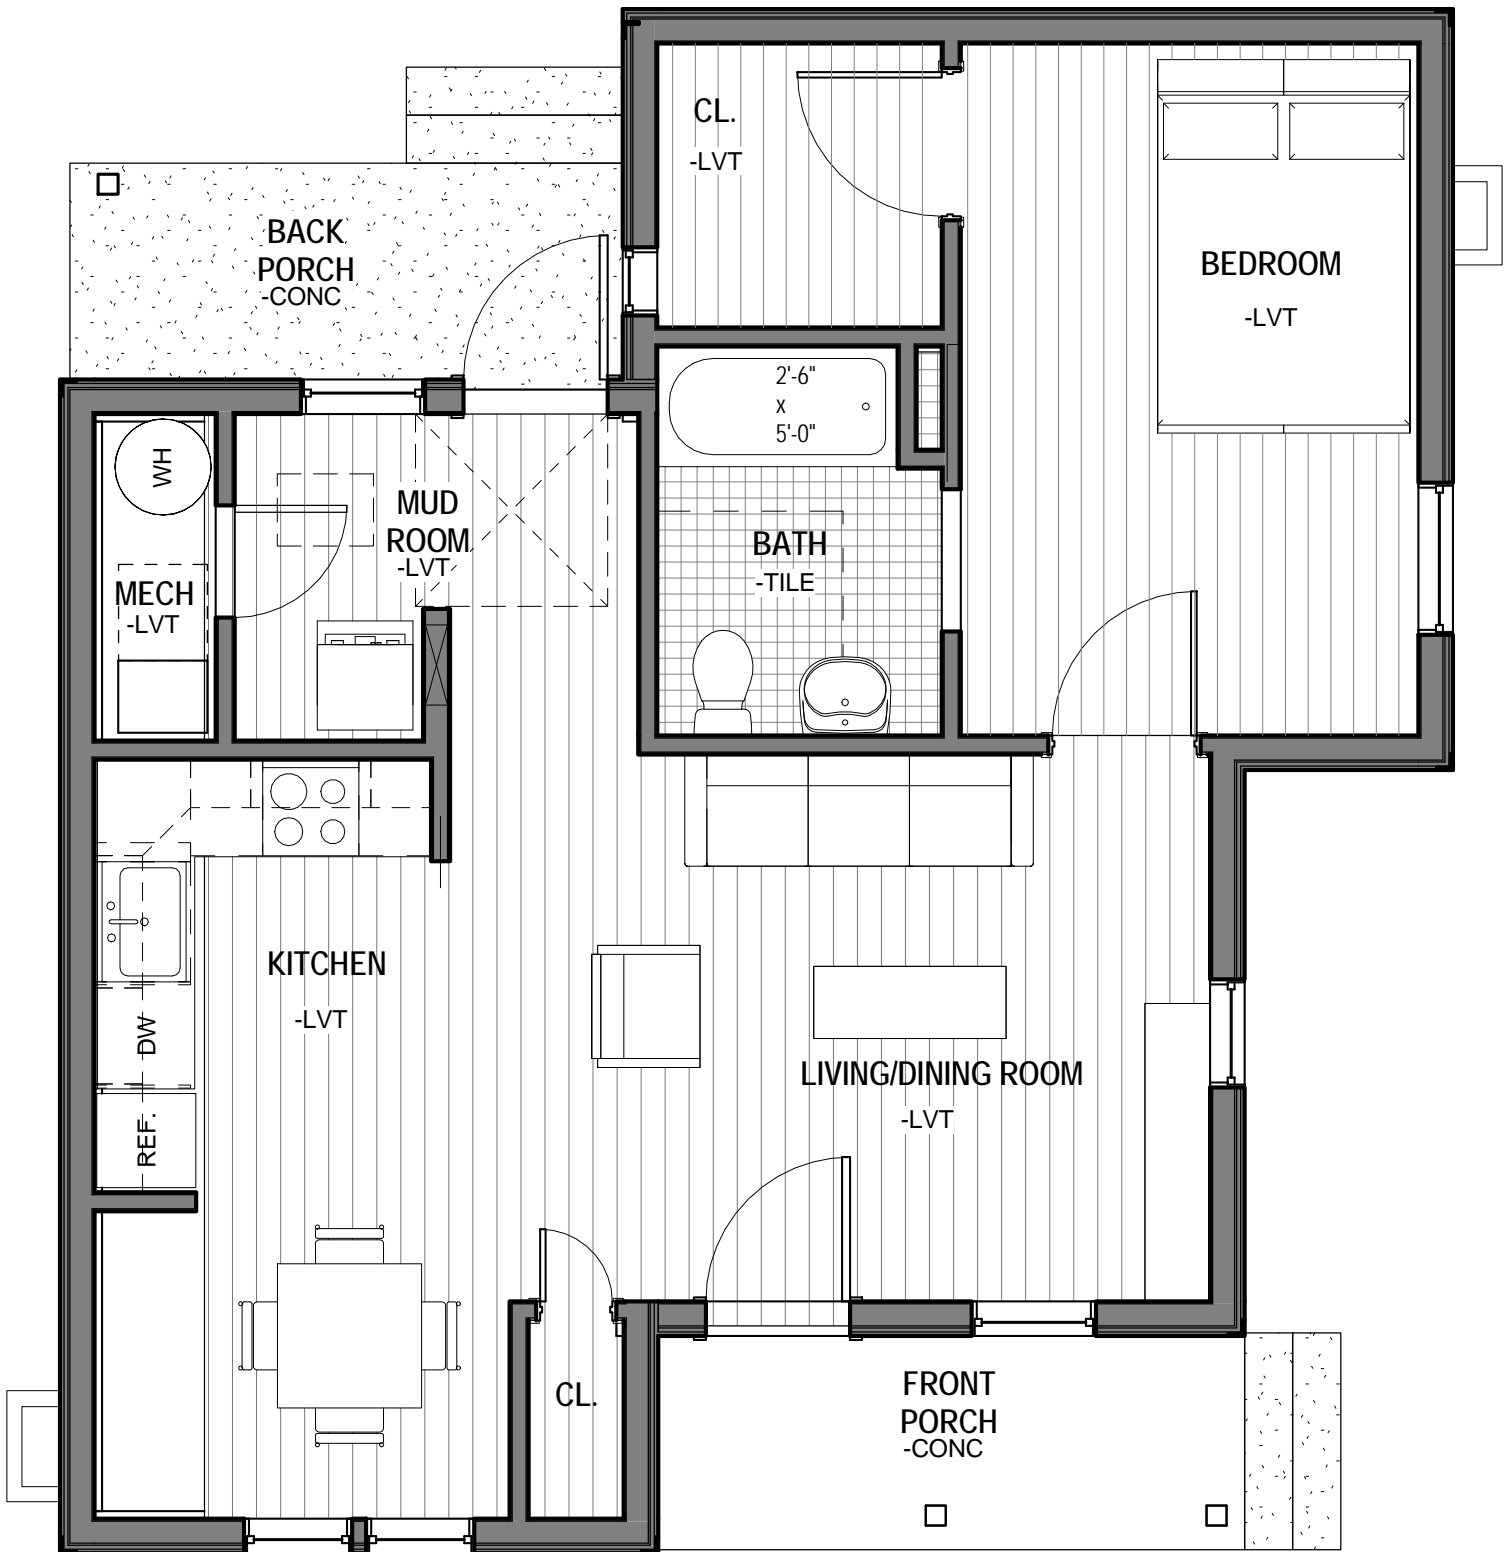 CL.
-LVT
BACK
PORCH
-CONC
BEDROOM
-LVT
2'-6"
x
5'-0"
WH
MUD
ROOM
-LVT
BATH
-TILE
MECH
-LVT
KITCHEN
-LVT
DW
REF.
LIVING/DINING ROOM
-LVT
CL.
FRONT
PORCH
-CONC